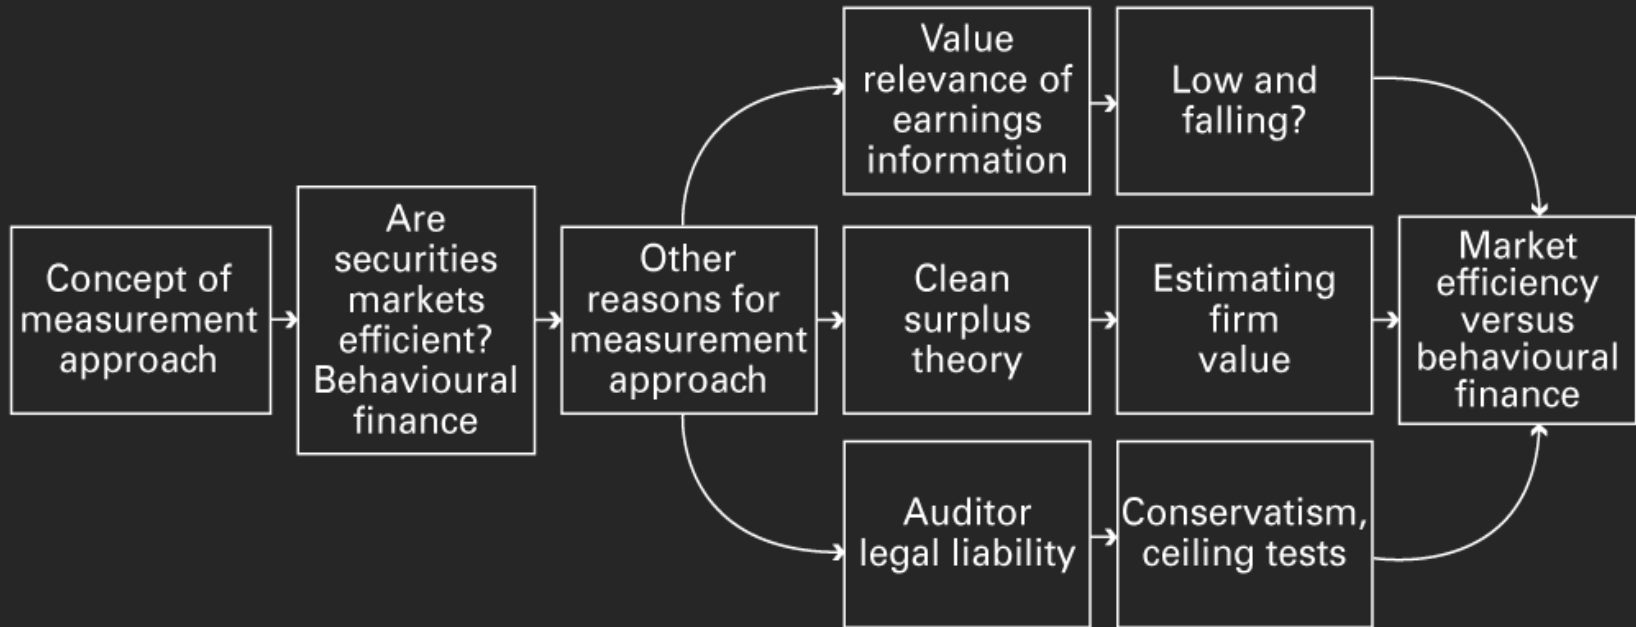 Concept of
measurement
approach
Are
securities
markets
efficient?
Behavioural
finance
Other
reasons for
measurement
approach
Value
relevance of
earnings
information
Low and
falling?
Clean
surplus
theory
Estimating
firm
value
Auditor
legal liability
Conservatism,
ceiling tests
Market
efficiency
versus
behavioural
finance